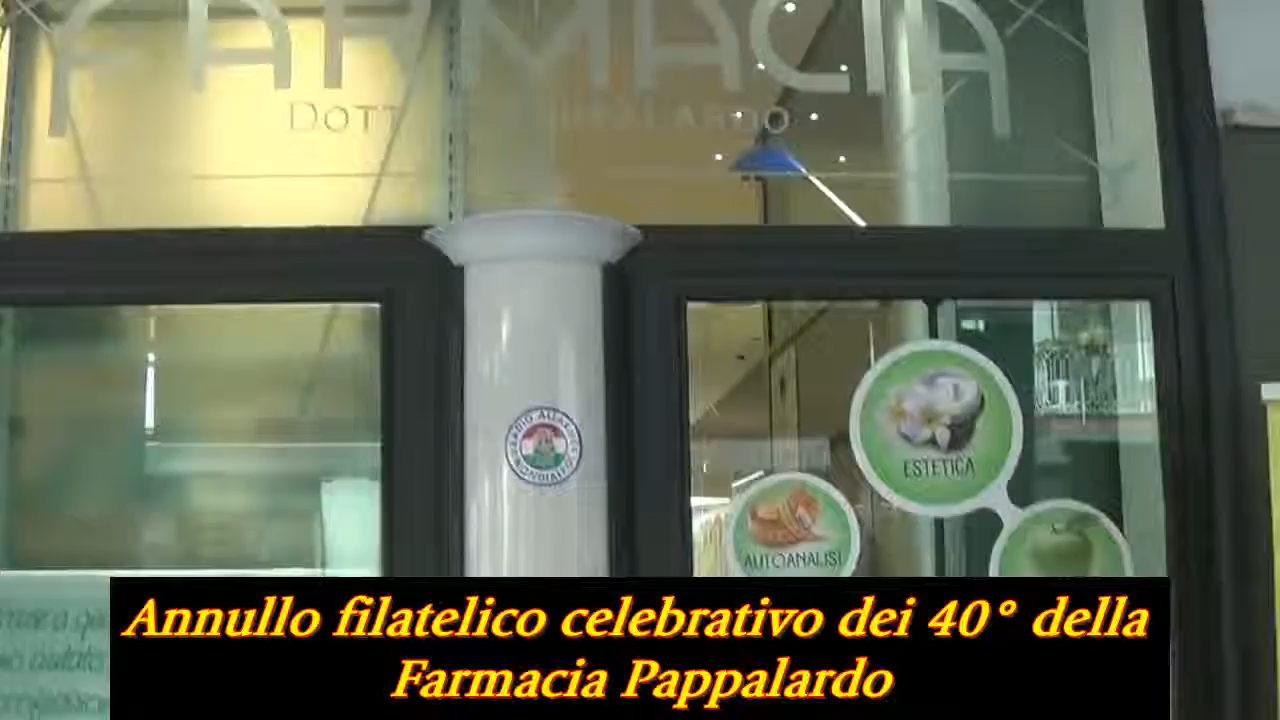 FARMACIA
DOTT
ESTETICA
AUTOANALISI
Annullo filatelico celebrativo dei 40° della
Farmacia Pappalardo